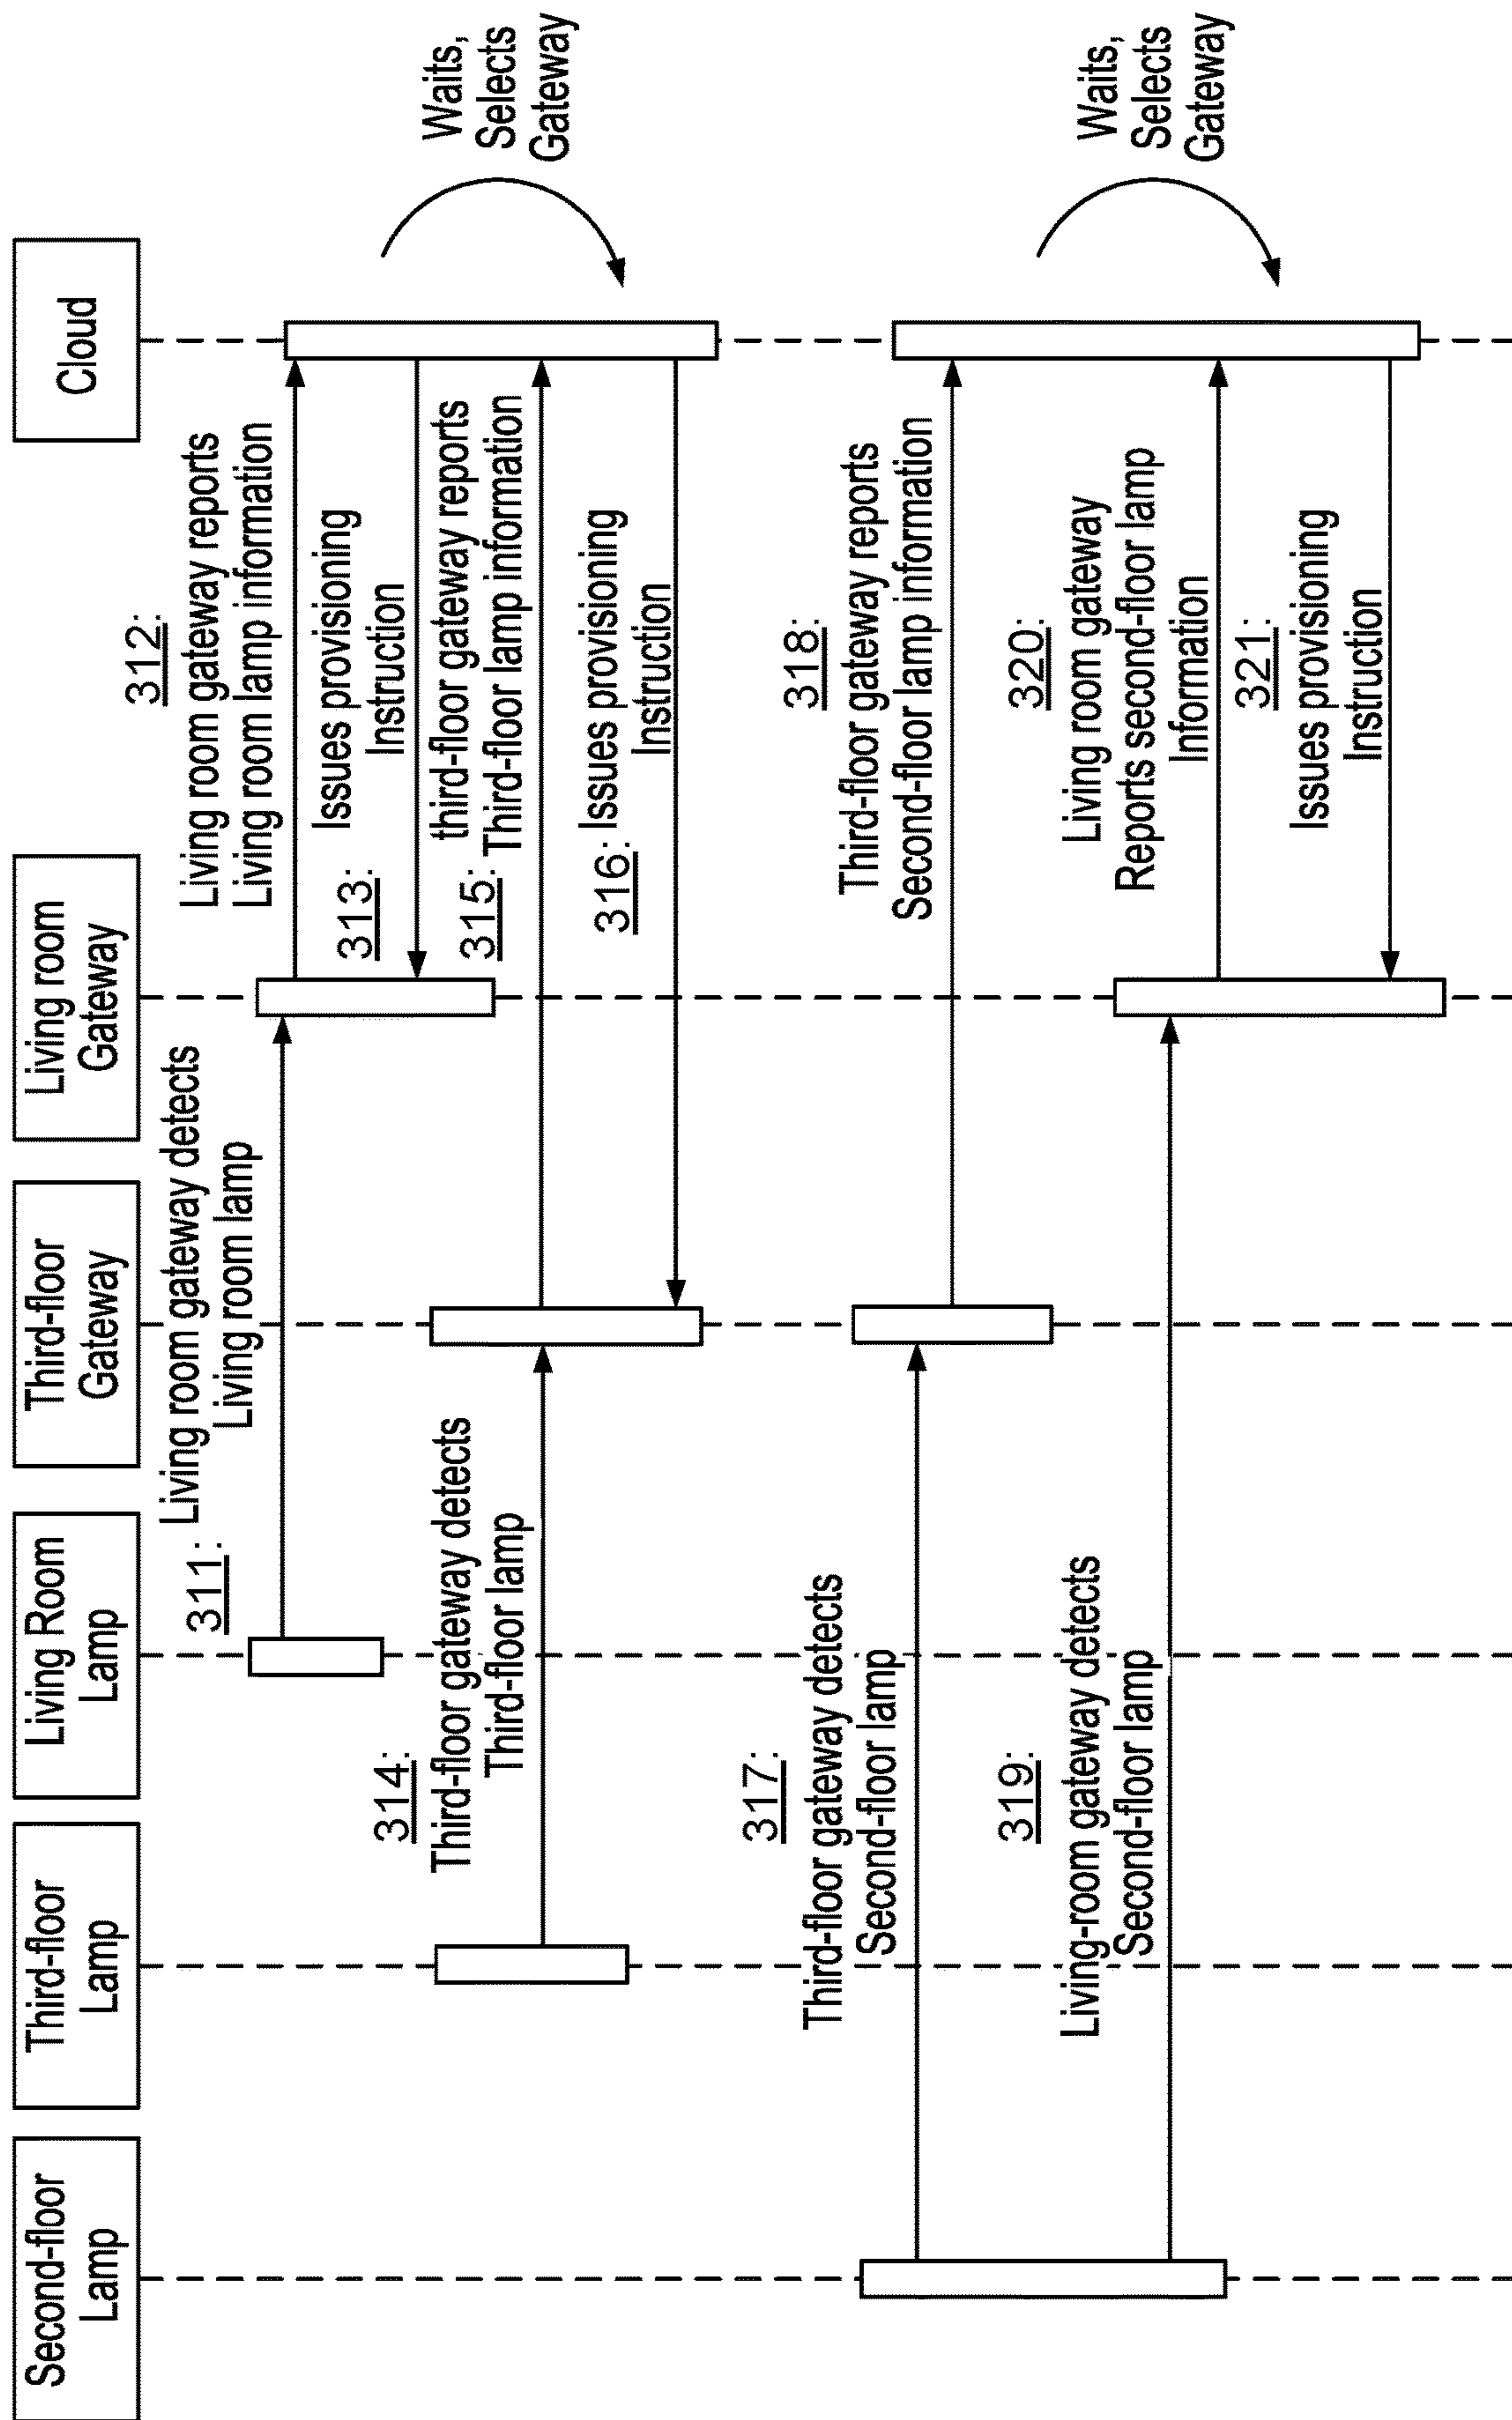 Second-floor
Lamp
Third-floor
Lamp
Living Room
Lamp
Third-floor
Gateway
Living room
Gateway
Cloud
311:
Living room gateway detects
Living room lamp
312:
Living room gateway reports
Living room lamp information
313:
Issues provisioning
Instruction
314:
Third-floor gateway detects
Third-floor lamp
315:
third-floor gateway reports
Third-floor lamp information
316:
Issues provisioning
Instruction
Waits,
Selects
Gateway
317:
Third-floor gateway detects
Second-floor lamp
318:
Third-floor gateway reports
Second-floor lamp information
319:
Living-room gateway detects
Second-floor lamp
320:
Living room gateway
Reports second-floor lamp
Information
321:
Issues provisioning
Instruction
Waits,
Selects
Gateway